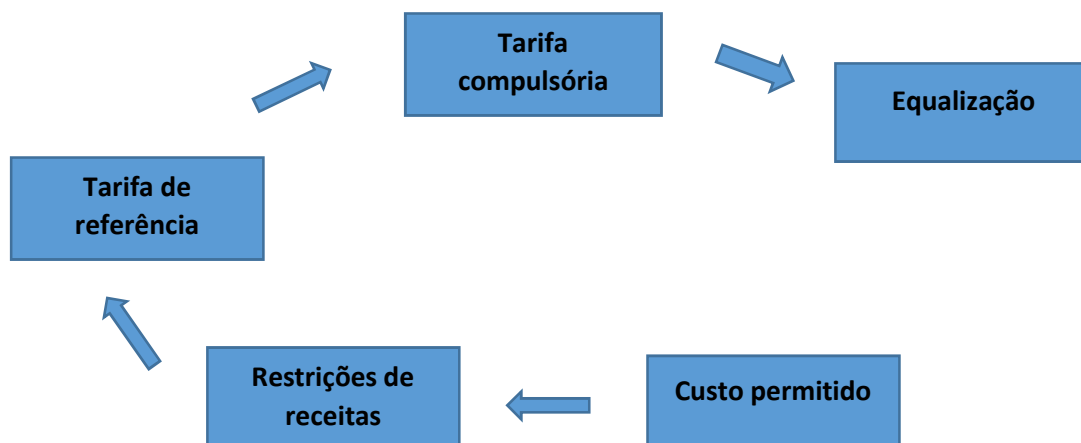 Tarifa
compulsória
Equalização
Tarifa de
referência
Restrições de
receitas
Custo permitido